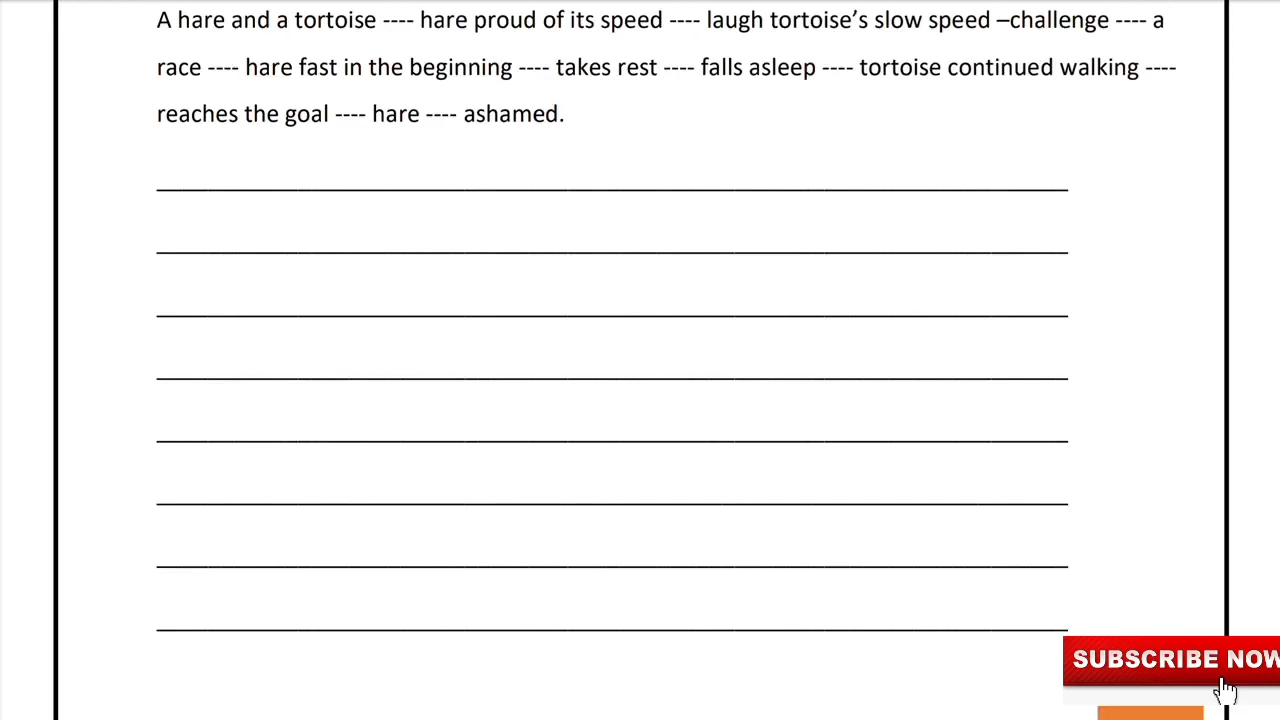 A hare and a tortoise ---- hare proud of its speed ---- laugh tortoise’s slow speed –challenge ---- a
race ---- hare fast in the beginning ---- takes rest ---- falls asleep ---- tortoise continued walking ----
reaches the goal ---- hare ---- ashamed.
SUBSCRIBE NOW